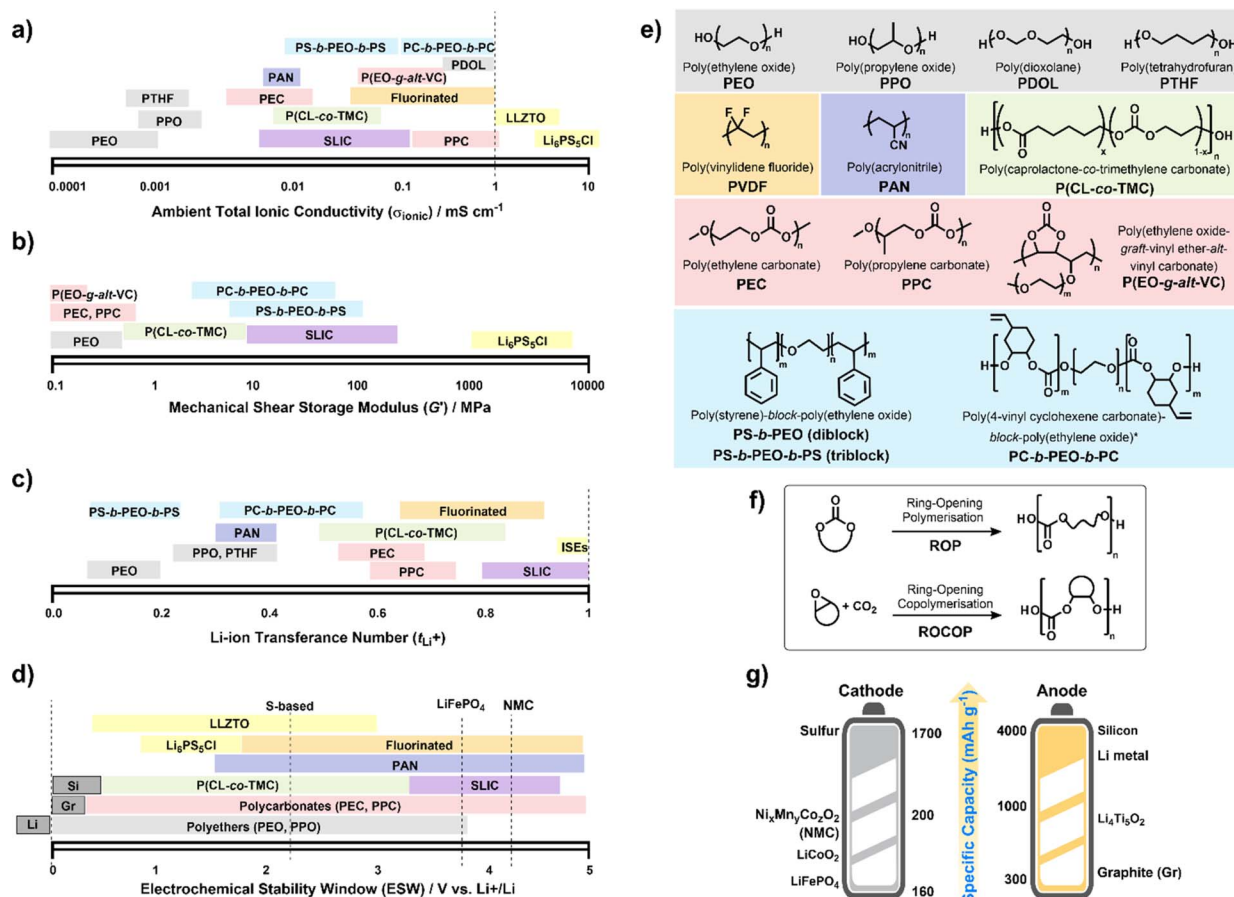 a)
PS-b-PEO-b-PS
PC-b-PEO-b-PC
PDOL
PAN
P(EO-g-alt-VC)
PTHF
PEC
Fluorinated
PPO
P(CL-co-TMC)
LLZTO
PEO
SLIC
PPC
Li₆PS₅Cl
0.0001
0.001
0.01
0.1
1
10
Ambient Total Ionic Conductivity (σionic) / mS cm⁻¹
b)
P(EO-g-alt-VC)
PC-b-PEO-b-PC
PEC, PPC
PS-b-PEO-b-PS
PEO
P(CL-co-TMC)
SLIC
Li₆PS₅Cl
0.1
1
10
100
1000
10000
Mechanical Shear Storage Modulus (G') / MPa
c)
PS-b-PEO-b-PS
PC-b-PEO-b-PC
Fluorinated
PAN
P(CL-co-TMC)
PPO, PTHF
PEC
ISEs
PEO
PPC
SLIC
0.0
0.2
0.4
0.6
0.8
1
Li-ion Transferance Number (tLi+)
d)
S-based
LiFePO₄
NMC
LLZTO
Li₆PS₅Cl
Fluorinated
PAN
Si
P(CL-co-TMC)
SLIC
Gr
Polycarbonates (PEC, PPC)
Li
Polyethers (PEO, PPO)
0
1
2
3
4
5
Electrochemical Stability Window (ESW) / V vs. Li+/Li
e)
HO
O
H
n
Poly(ethylene oxide)
PEO
HO
O
H
n
Poly(propylene oxide)
PPO
H
O
O
OH
n
Poly(dioxolane)
PDOL
H
O
OH
n
Poly(tetrahydrofuran
PTHF
F
F
n
Poly(vinylidene fluoride)
PVDF
CN
n
Poly(acrylonitrile)
PAN
H
O
O
x
O
O
O
1-x
n
OH
Poly(caprolactone-co-trimethylene carbonate)
P(CL-co-TMC)
O
O
O
O
n
Poly(ethylene carbonate)
PEC
O
O
O
O
n
Poly(propylene carbonate)
PPC
O
O
O
n
O
O
m
Poly(ethylene oxide-
graft-vinyl ether-alt-
vinyl carbonate)
P(EO-g-alt-VC)
m
O
n
m
Poly(styrene)-block-poly(ethylene oxide)
PS-b-PEO (diblock)
PS-b-PEO-b-PS (triblock)
H
O
O
O
O
m
O
n
O
O
O
O
H
m
Poly(4-vinyl cyclohexene carbonate)-
block-poly(ethylene oxide)*
PC-b-PEO-b-PC
f)
O
O
O
Ring-Opening
Polymerisation
ROP
HO
O
O
O
H
n
O
+ CO₂
Ring-Opening
Copolymerisation
ROCOP
HO
O
O
O
H
n
g)
Cathode
Anode
Sulfur
1700
NixMnyCozO₂
(NMC)
200
LiCoO₂
LiFePO₄
160
Specific Capacity (mAh g⁻¹)
4000
Silicon
Li metal
1000
Li₄Ti₅O₂
300
Graphite (Gr)